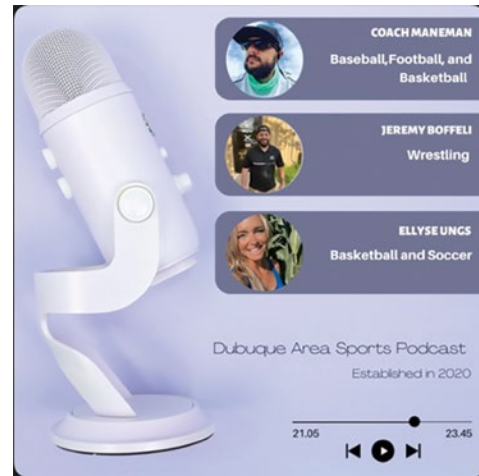 COACH MANEMAN
Baseball,Football, and
Basketball
JEREMY BOFFELI
Wrestling
ELLYSE UNGS
Basketball and Soccer
Dubuque Area Sports Podcast
Established in 2020
21.05
23.45